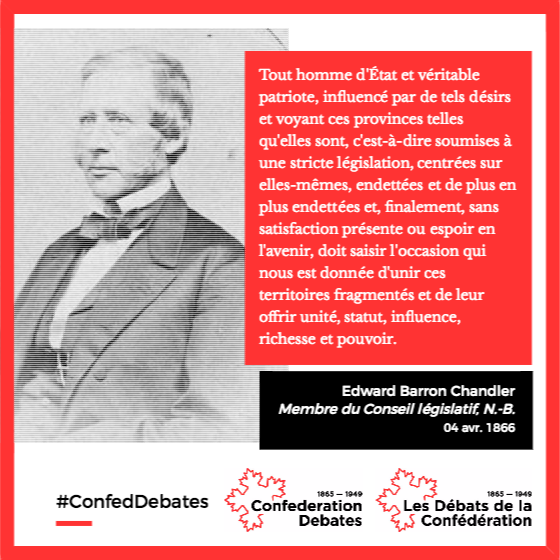 Tout homme d'État et véritable
patriote, influencé par de tels désirs
et voyant ces provinces telles
qu'elles sont, c'est-à-dire soumises à
une stricte législation, centrées sur
elles-mêmes, endettées et de plus en
plus endettées et, finalement, sans
satisfaction présente ou espoir en
l'avenir, doit saisir l'occasion qui
nous est donnée d'unir ces
territoires fragmentés et de leur
offrir unité, statut, influence,
richesse et pouvoir.
Edward Barron Chandler
Membre du Conseil législatif, N.-B.
04 avr. 1866
#ConfedDebates
1865 — 1949
Confederation
Debates
1865 — 1949
Les Débats de la
Confédération